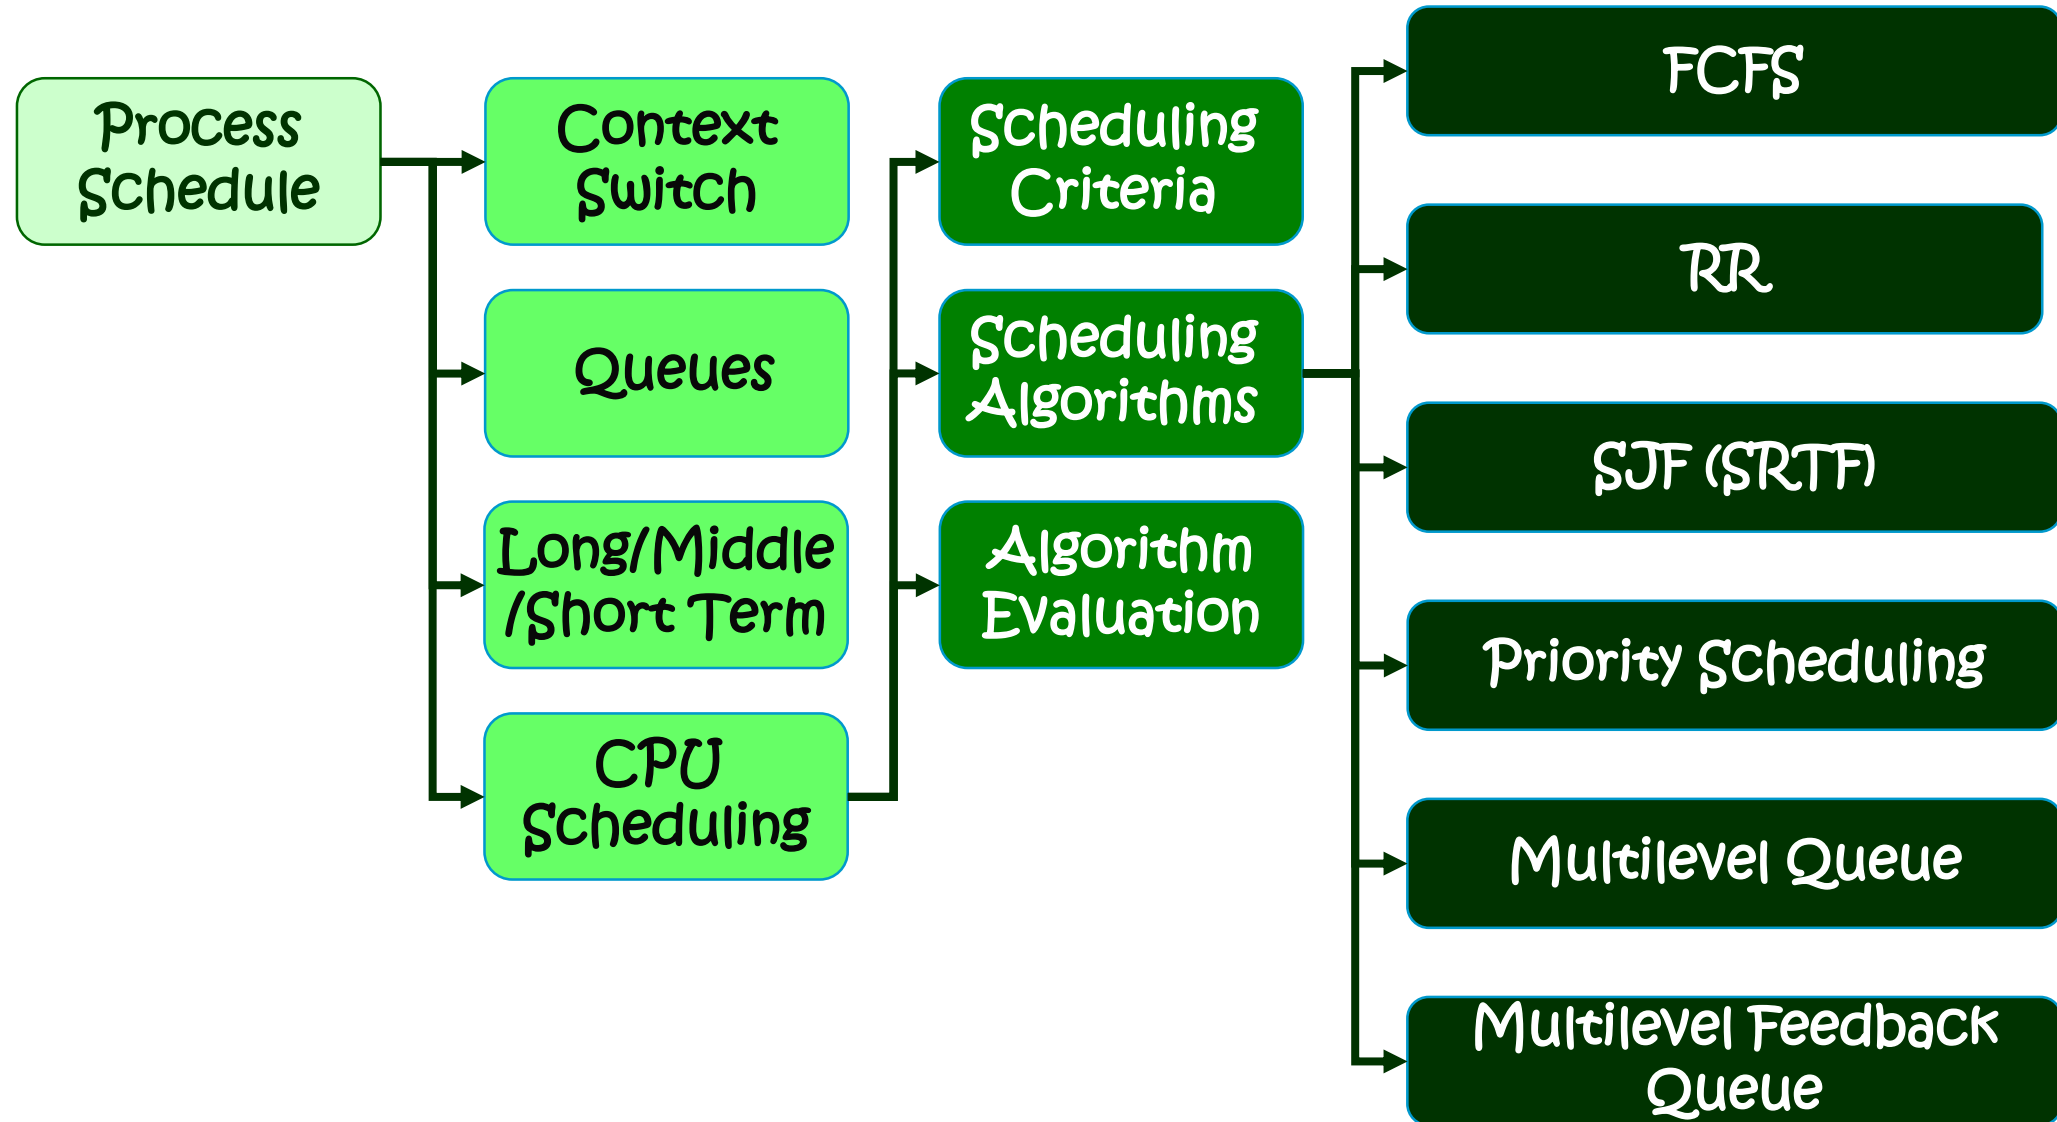 Process
Schedule
Context
Switch
Queues
Long/Middle
/Short Term
CPU
Scheduling
Scheduling
Criteria
Scheduling
Algorithms
Algorithm
Evaluation
FCFS
RR
SJF (SRTF)
Priority Scheduling
Multilevel Queue
Multilevel Feedback
Queue